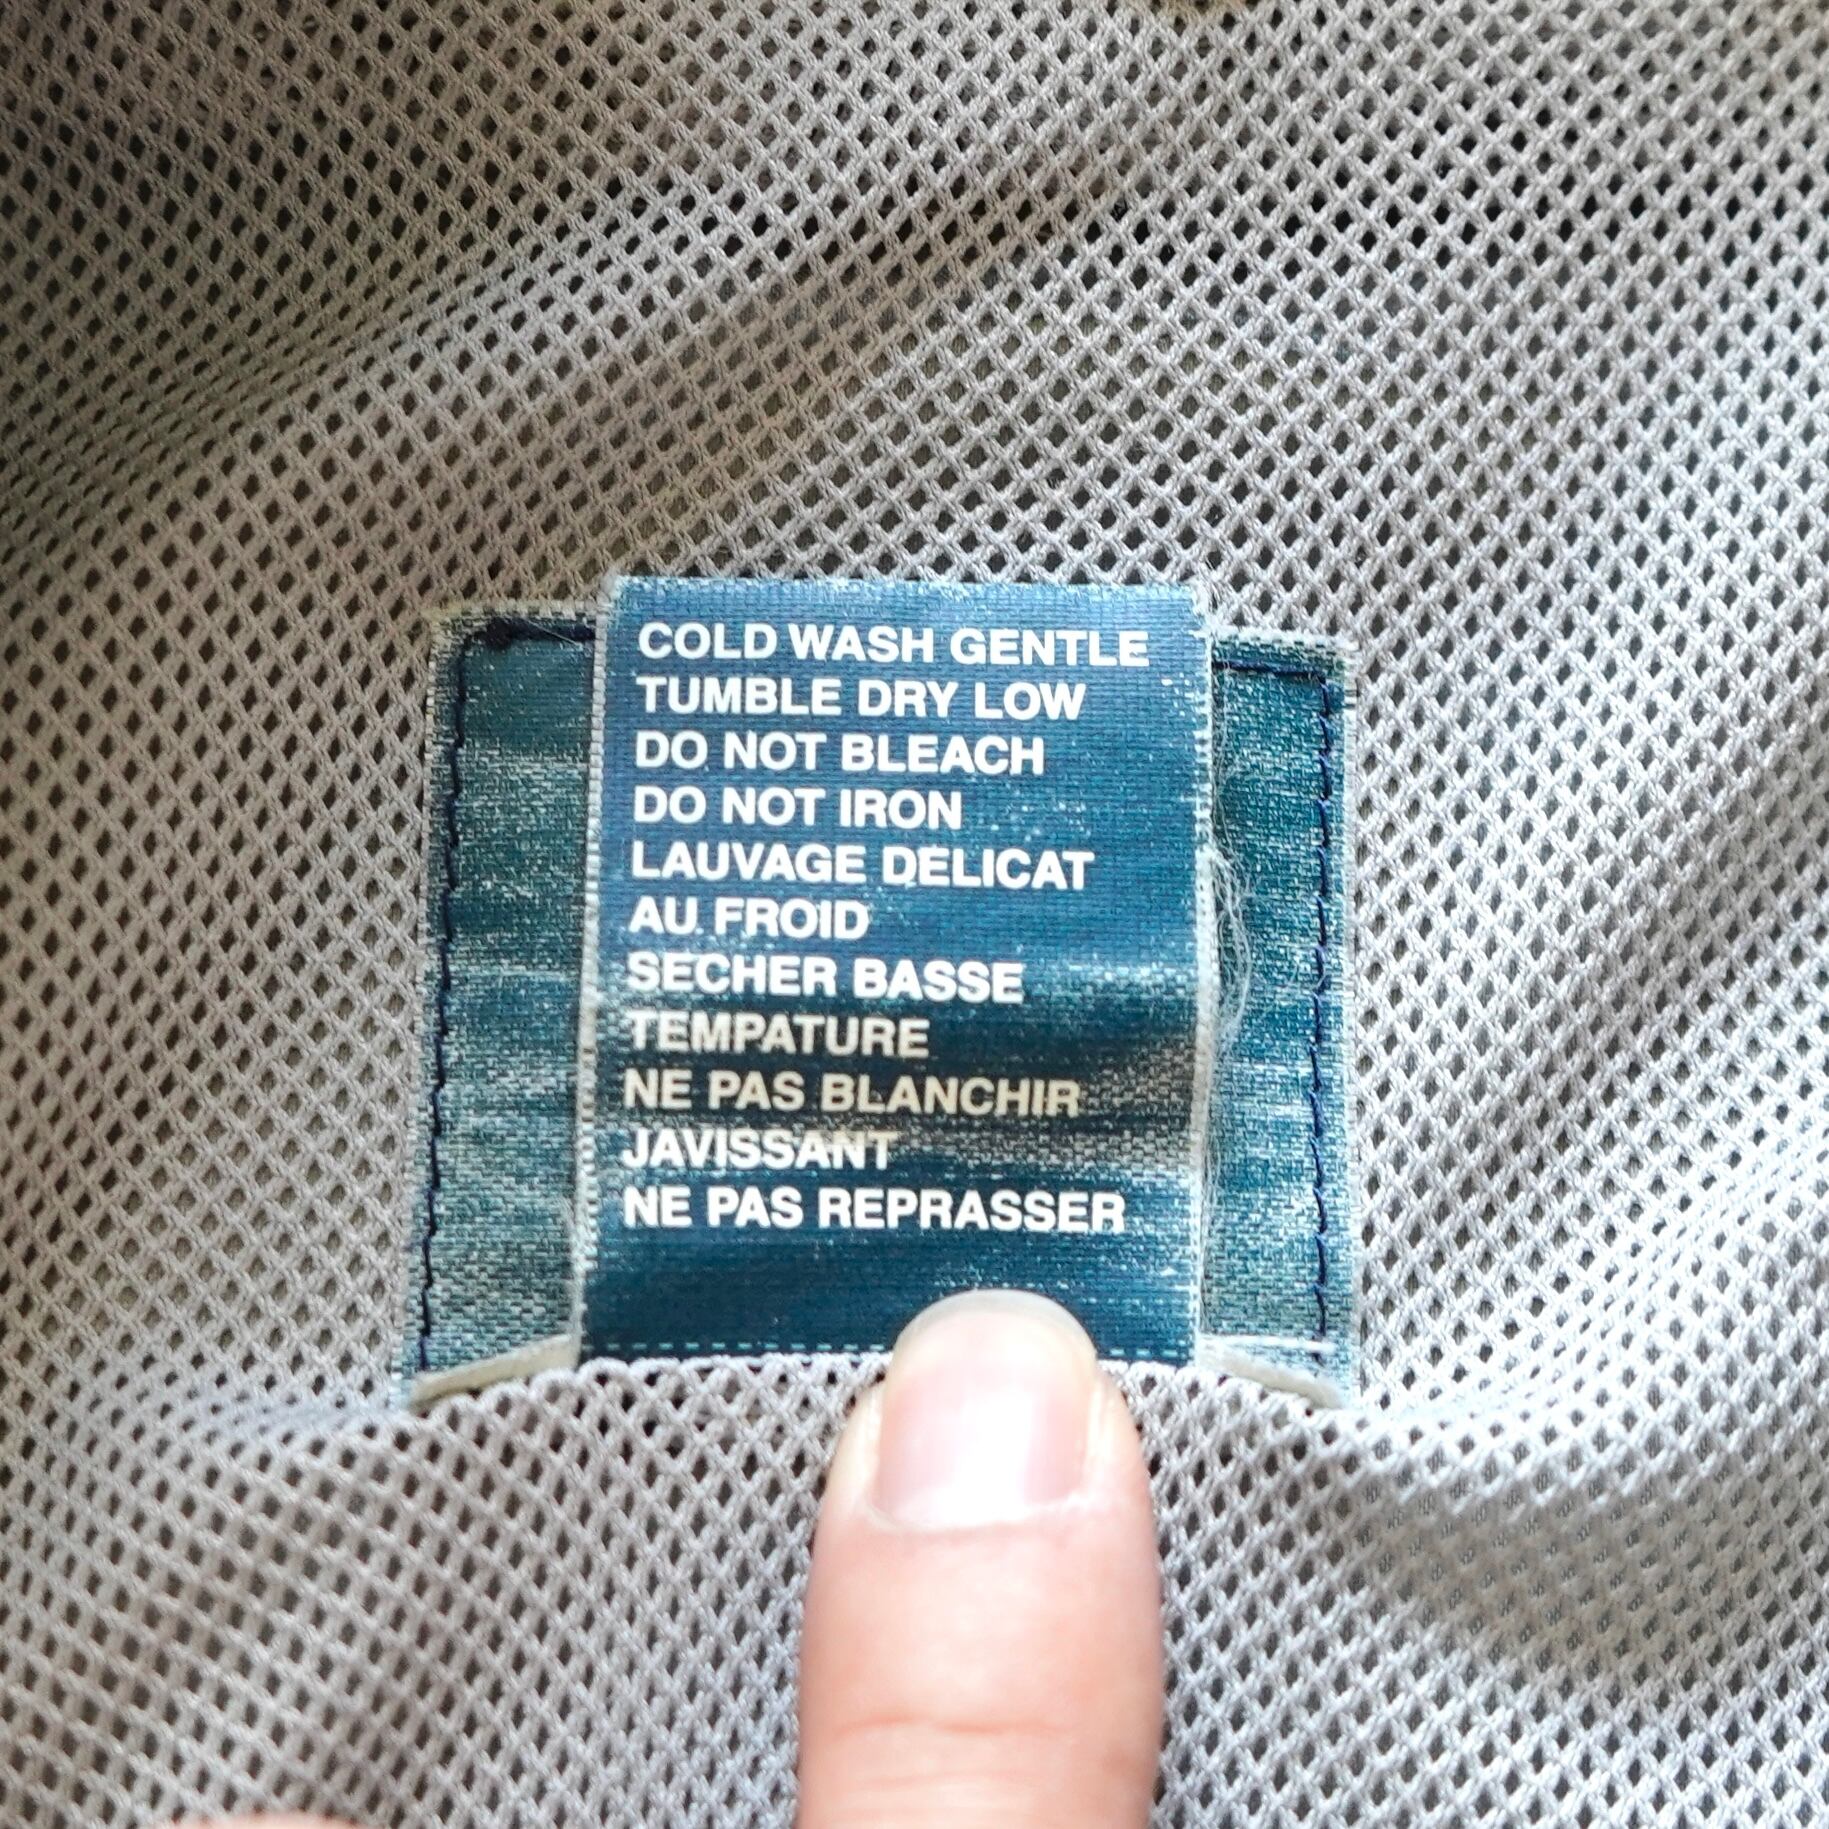 COLD WASH GENTLE
TUMBLE DRY LOW
DO NOT BLEACH
DO NOT IRON
LAUVAGE DELICAT
AU FROID
SECHER BASSE
TEMPATURE
NE PAS BLANCHIR
JAVISSANT
NE PAS REPRASSER